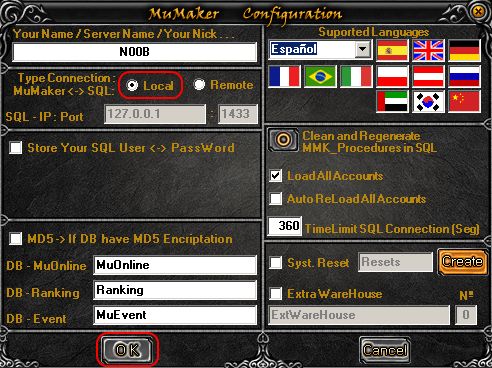 MuMaker Configuration
Your Name / Server Name / Your Nick . . .
N00B
Type Connection :
MuMaker <-> SQL:
Local
Remote
SQL - IP : Port
127.0.0.1 : 1433
Store Your SQL User <-> PassWord
MD5 -> If DB have MD5 Encriptation
DB - MuOnline
MuOnline
DB - Ranking
Ranking
DB - Event
MuEvent
OK
Suported Languages
Español
Clean and Regenerate
MMK_Procedures in SQL
Load All Accounts
Auto ReLoad All Accounts
360 TimeLimit SQL Connection (Seg)
Syst. Reset
Resets
Create
Extra WareHouse
Nº
ExtWareHouse
0
Cancel